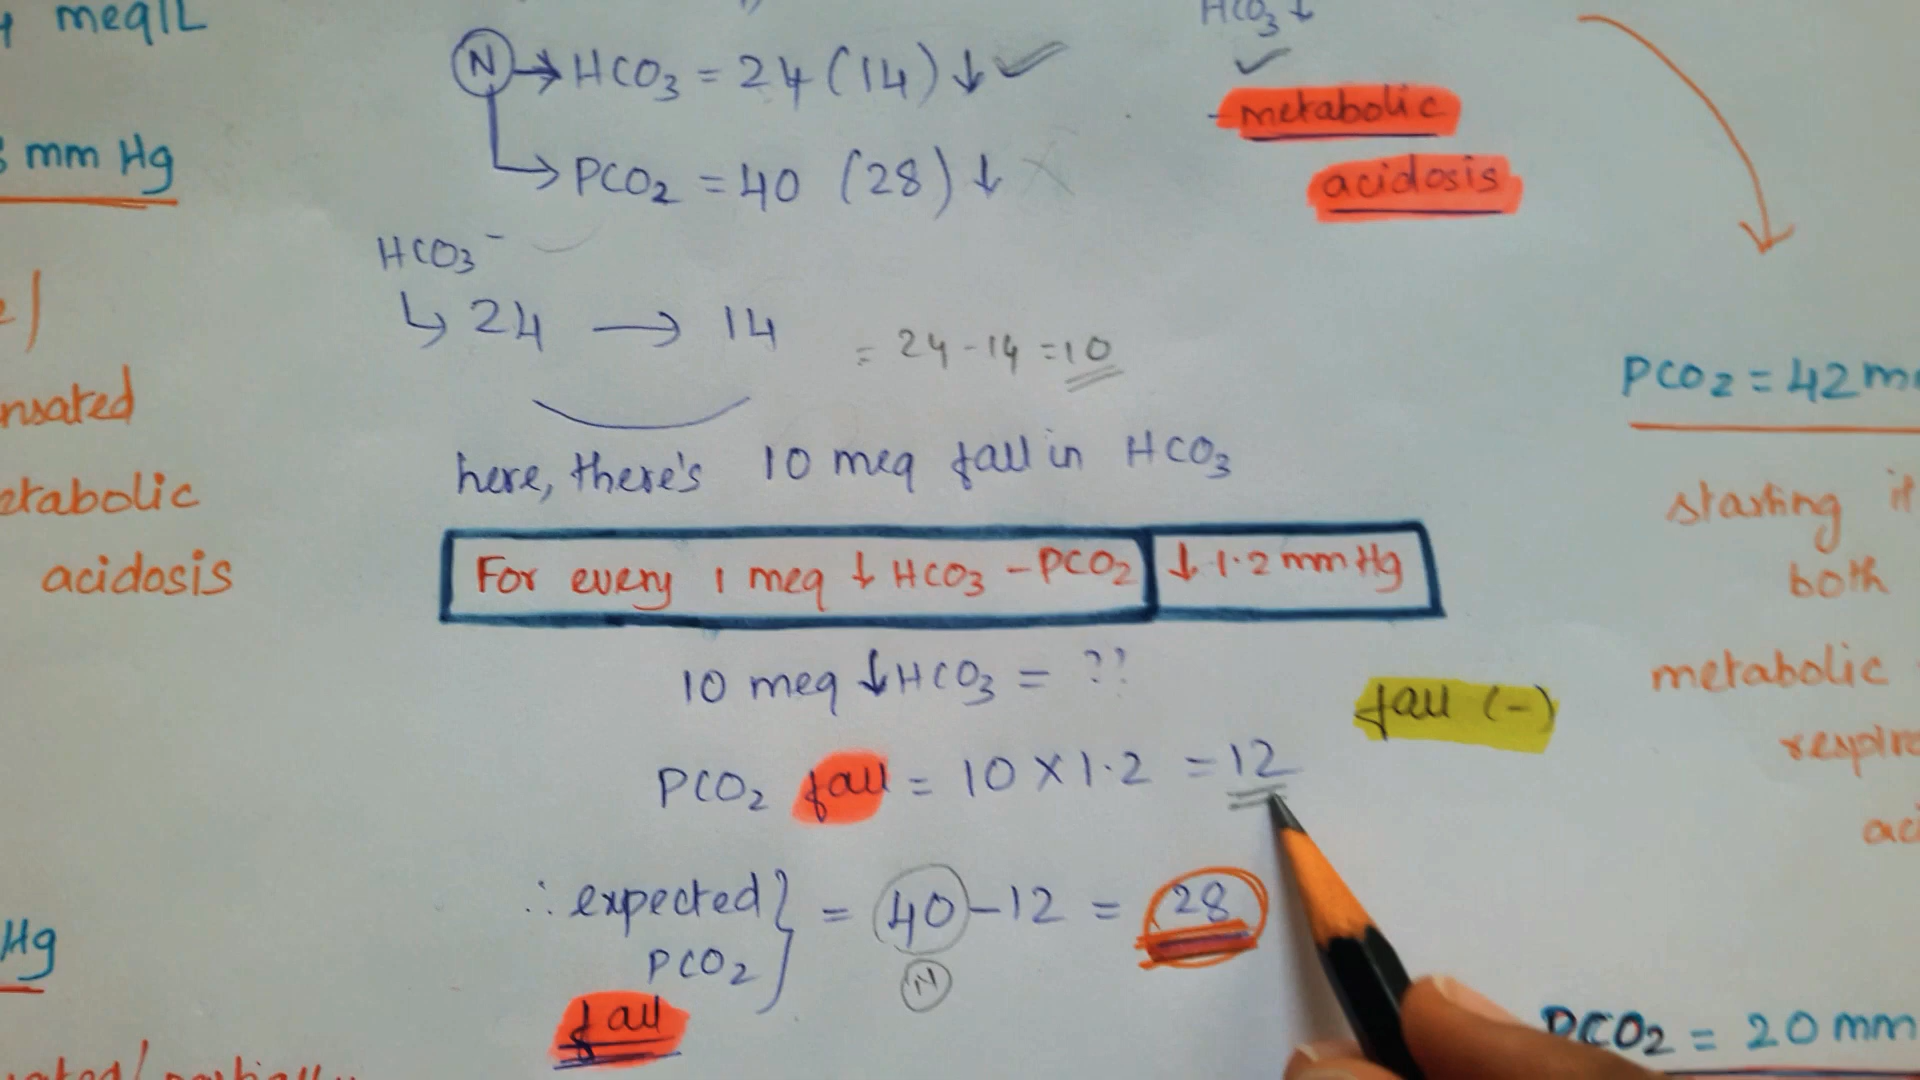 meq/L
mm Hg
nsated
etabolic
acidosis
Hg
HCO3 ↓
N → HCO3 = 24 (14) ↓ ✓
→ PCO2 = 40 (28) ↓
✓
- metabolic
acidosis
HCO3⁻
↳ 24 → 14
= 24-14 = 10
here, there's 10 meq fall in HCO3
For every 1 meq ↓ HCO3 - PCO2 ↓ 1.2 mm Hg
10 meq ↓ HCO3 = ??
fall (-)
PCO2 fall = 10 X 1.2 = 12
∴ expected } = 40 - 12 = 28
PCO2
N
fall
PCO2 = 42 m
starting
both
metabolic
PCO2 = 20 mm